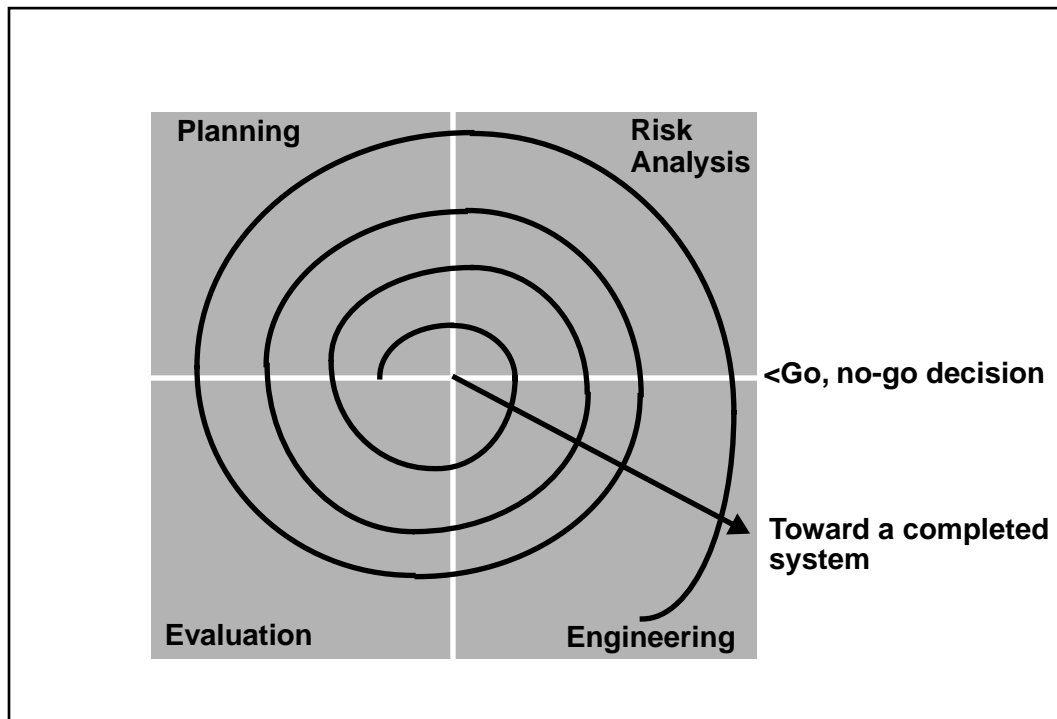 Planning
Risk
Analysis
<Go, no-go decision
Toward a completed
system
Evaluation
Engineering